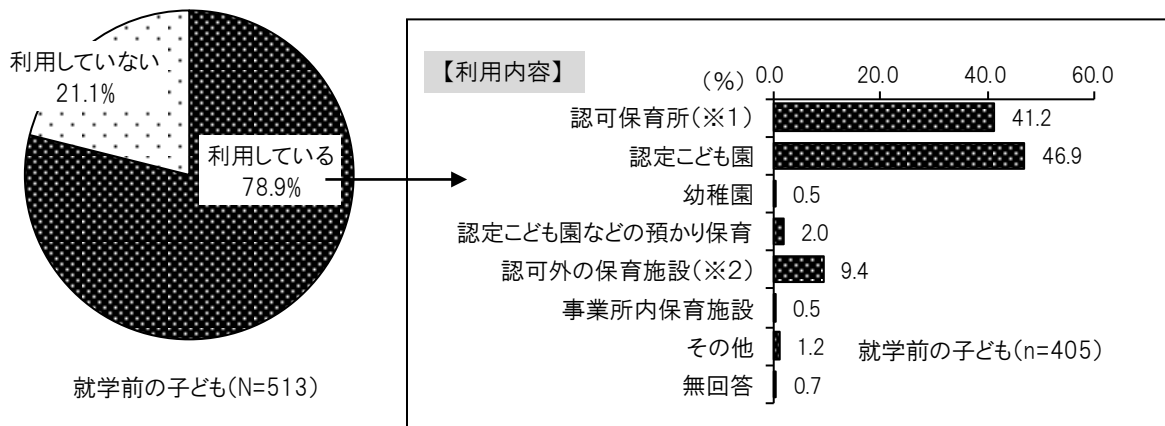 利用していない
21.1%
利用している
78.9%
就学前の子ども(N=513)
【利用内容】
(%)
0.0 20.0 40.0 60.0
認可保育所(※1) 41.2
認定こども園 46.9
幼稚園 0.5
認定こども園などの預かり保育 2.0
認可外の保育施設(※2) 9.4
事業所内保育施設 0.5
その他 1.2
無回答 0.7
就学前の子ども(n=405)